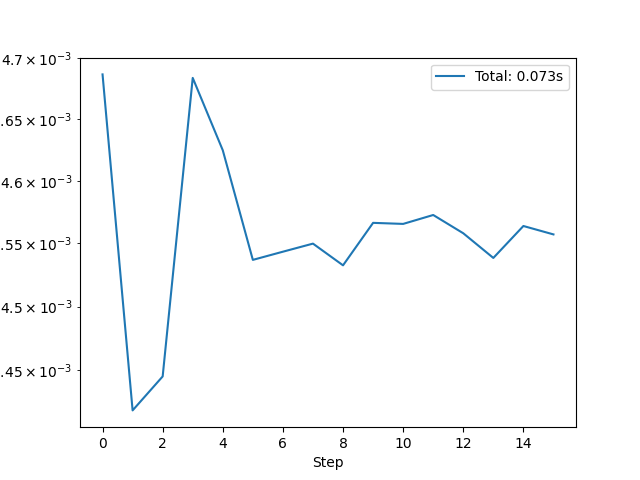 4.7 × 10⁻³
.65 × 10⁻³
4.6 × 10⁻³
.55 × 10⁻³
4.5 × 10⁻³
.45 × 10⁻³
Total: 0.073s
0 2 4 6 8 10 12 14
Step